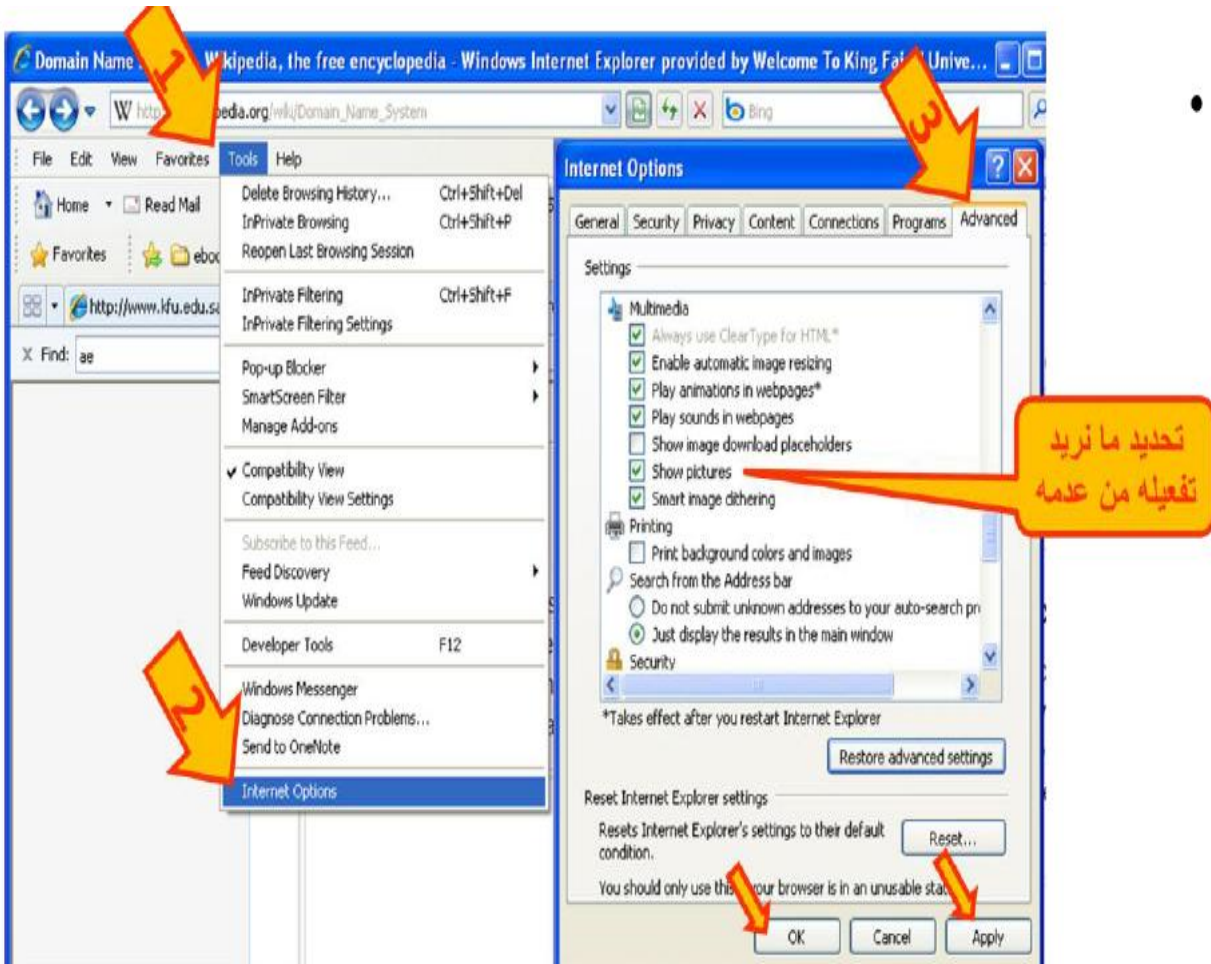 Domain Name
Wikipedia, the free encyclopedia - Windows Internet Explorer provided by Welcome To King Faisal Unive...
pedia.org/wiki/Domain_Name_System
Bing
File Edit View Favorites Tools Help
Home Read Mail
Favorites
http://www.kfu.edu.sa
X Find: ae
1
Delete Browsing History... Ctrl+Shift+Del
InPrivate Browsing Ctrl+Shift+P
Reopen Last Browsing Session
InPrivate Filtering Ctrl+Shift+F
InPrivate Filtering Settings
Pop-up Blocker
SmartScreen Filter
Manage Add-ons
Compatibility View
Compatibility View Settings
Subscribe to this Feed...
Feed Discovery
Windows Update
Developer Tools F12
Windows Messenger
Diagnose Connection Problems...
Send to OneNote
Internet Options
2
3
Internet Options
General Security Privacy Content Connections Programs Advanced
Settings
Multimedia
Always use ClearType for HTML*
Enable automatic image resizing
Play animations in webpages*
Play sounds in webpages
Show image download placeholders
Show pictures
Smart image dithering
Printing
Print background colors and images
Search from the Address bar
Do not submit unknown addresses to your auto-search pr
Just display the results in the main window
Security
*Takes effect after you restart Internet Explorer
Restore advanced settings
Reset Internet Explorer settings
Resets Internet Explorer's settings to their default
condition.
Reset...
You should only use this your browser is in an unusable stat
OK Cancel Apply
تحديد ما نريد
تفعيله من عدمه